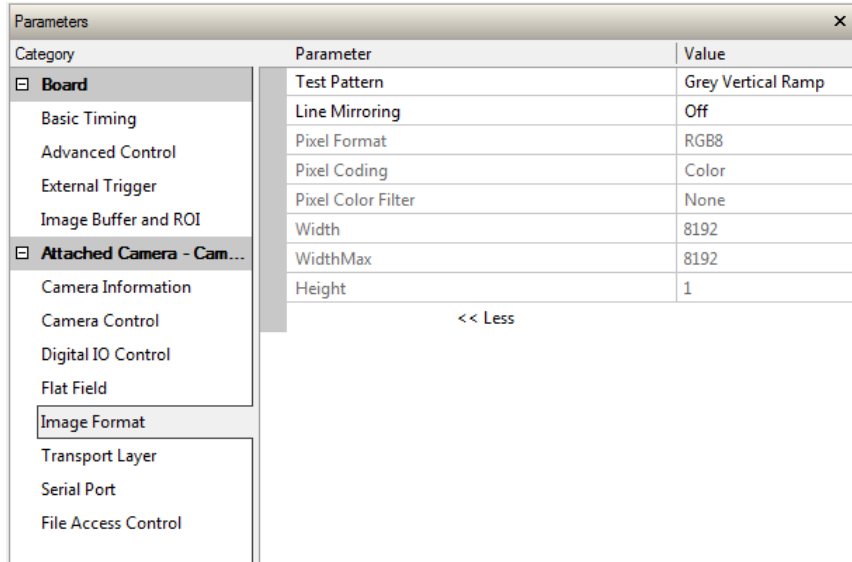 Parameters
Category Parameter Value
Board Test Pattern Grey Vertical Ramp
Basic Timing Line Mirroring Off
Advanced Control Pixel Format RGB8
External Trigger Pixel Coding Color
Image Buffer and ROI Pixel Color Filter None
Attached Camera - Cam... Width 8192
Camera Information WidthMax 8192
Camera Control Height 1
Digital IO Control << Less
Flat Field
Image Format
Transport Layer
Serial Port
File Access Control